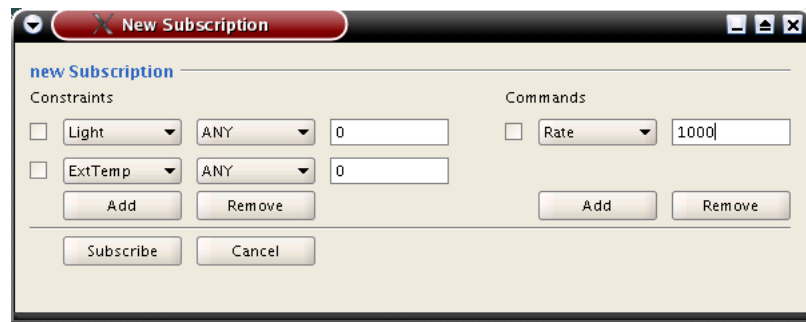 New Subscription
new Subscription
Constraints Commands
Light ANY 0 Rate 1000
ExtTemp ANY 0
Add Remove Add Remove
Subscribe Cancel